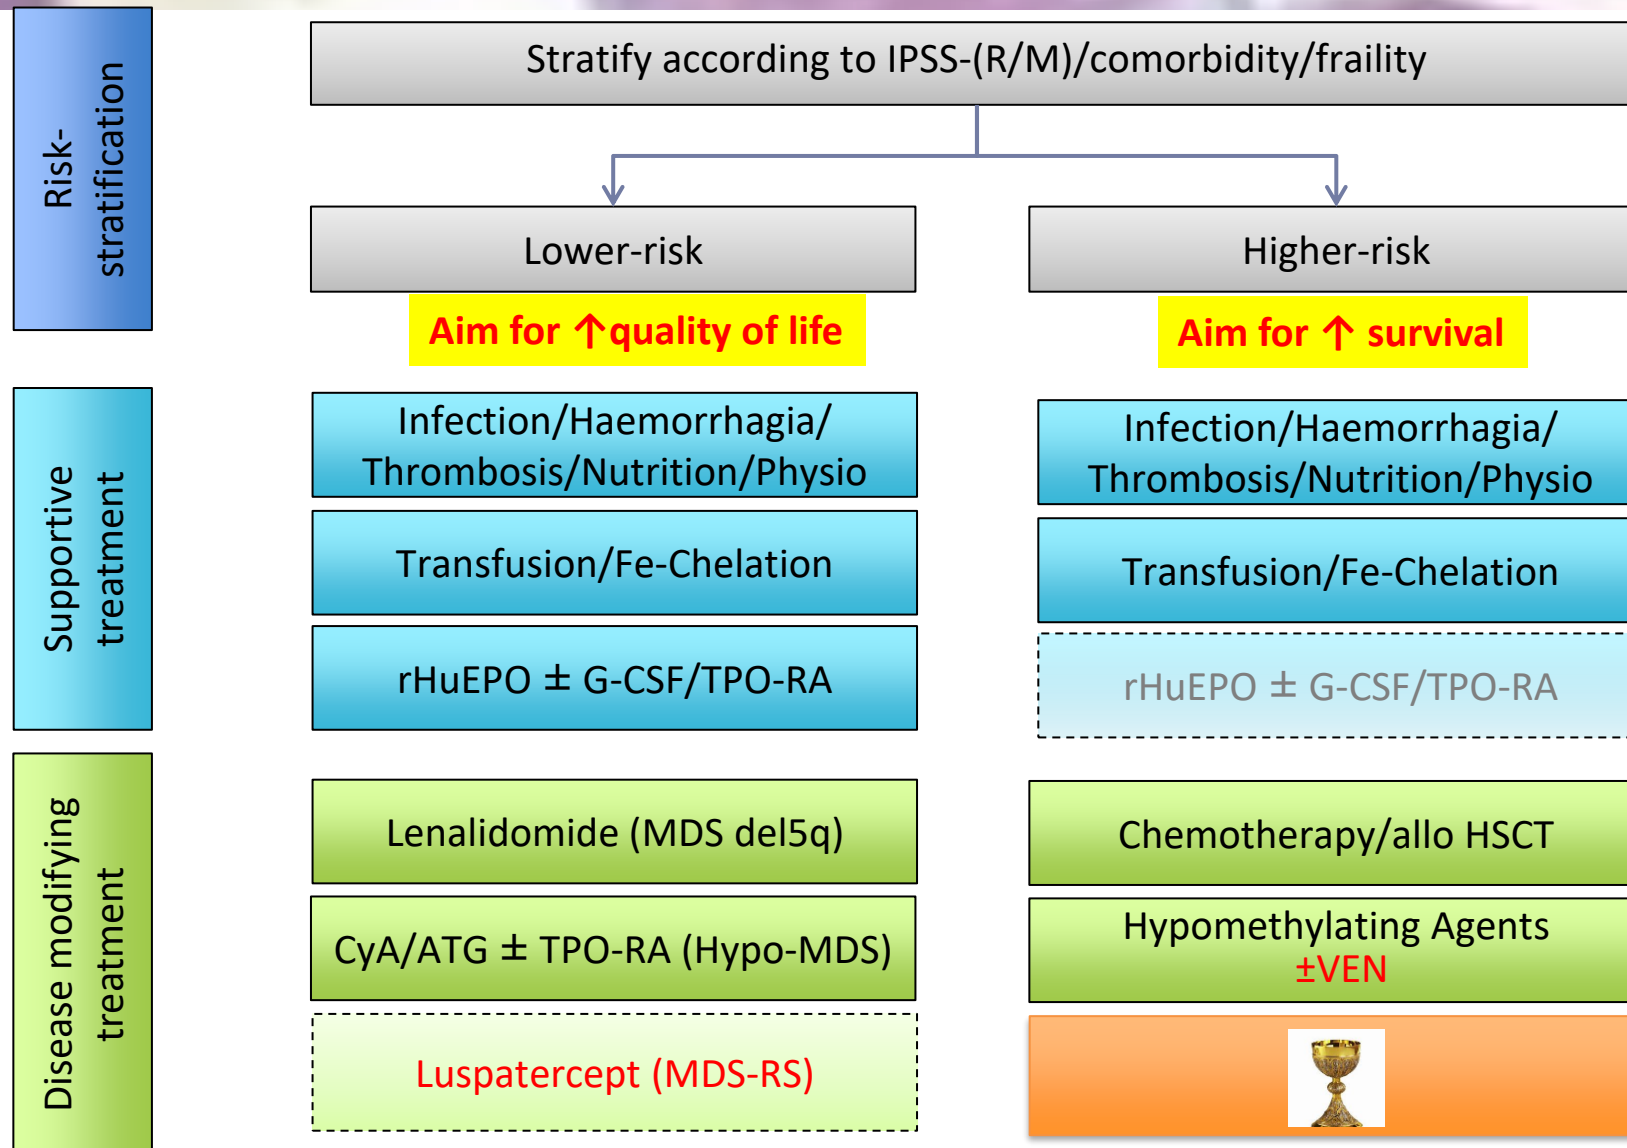 Risk-
stratification
Stratify according to IPSS-(R/M)/comorbidity/fraility
Lower-risk
Higher-risk
Aim for ↑quality of life
Aim for ↑ survival
Supportive
treatment
Infection/Haemorrhagia/
Thrombosis/Nutrition/Physio
Infection/Haemorrhagia/
Thrombosis/Nutrition/Physio
Transfusion/Fe-Chelation
Transfusion/Fe-Chelation
rHuEPO ± G-CSF/TPO-RA
rHuEPO ± G-CSF/TPO-RA
Disease modifying
treatment
Lenalidomide (MDS del5q)
Chemotherapy/allo HSCT
CyA/ATG ± TPO-RA (Hypo-MDS)
Hypomethylating Agents
±VEN
Luspatercept (MDS-RS)